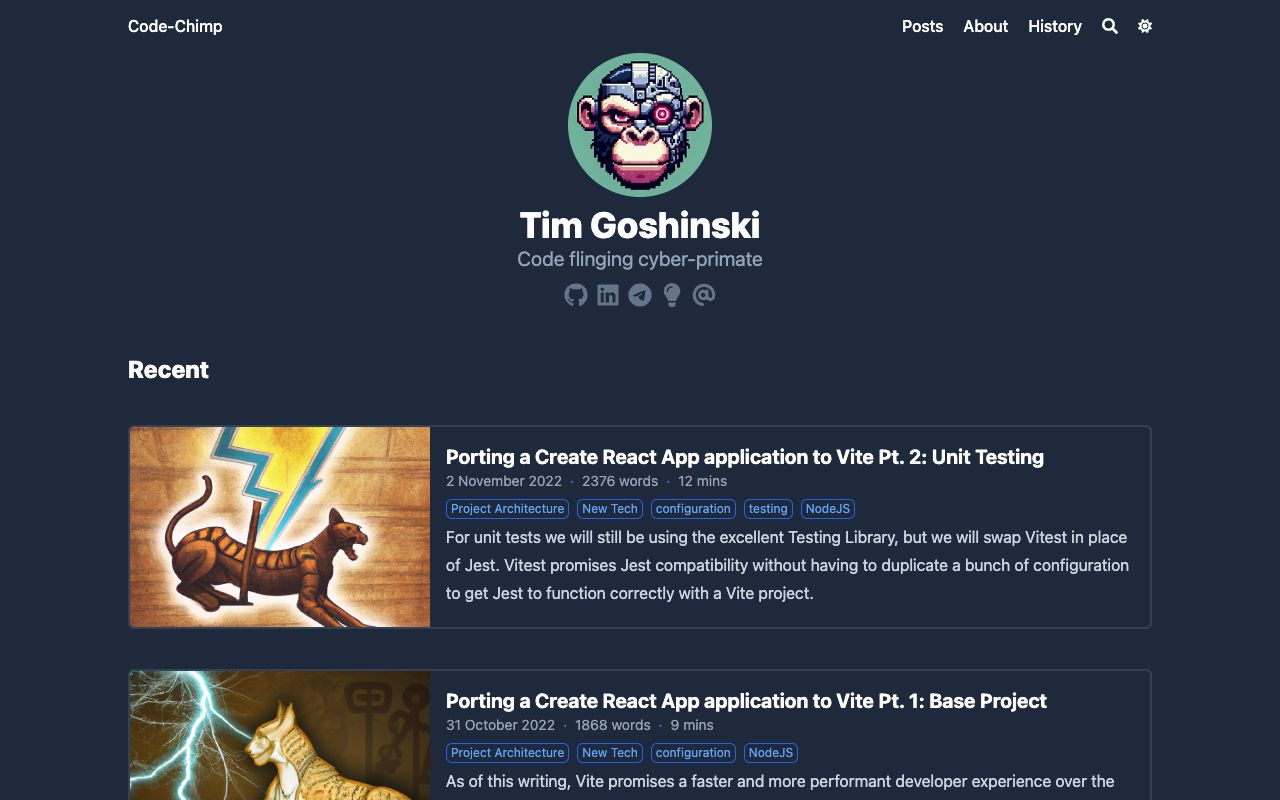 Code-Chimp
Posts About History
Tim Goshinski
Code flinging cyber-primate
Recent
Porting a Create React App application to Vite Pt. 2: Unit Testing
2 November 2022 · 2376 words · 12 mins
Project Architecture New Tech configuration testing NodeJS
For unit tests we will still be using the excellent Testing Library, but we will swap Vitest in place
of Jest. Vitest promises Jest compatibility without having to duplicate a bunch of configuration
to get Jest to function correctly with a Vite project.
Porting a Create React App application to Vite Pt. 1: Base Project
31 October 2022 · 1868 words · 9 mins
Project Architecture New Tech configuration NodeJS
As of this writing, Vite promises a faster and more performant developer experience over the